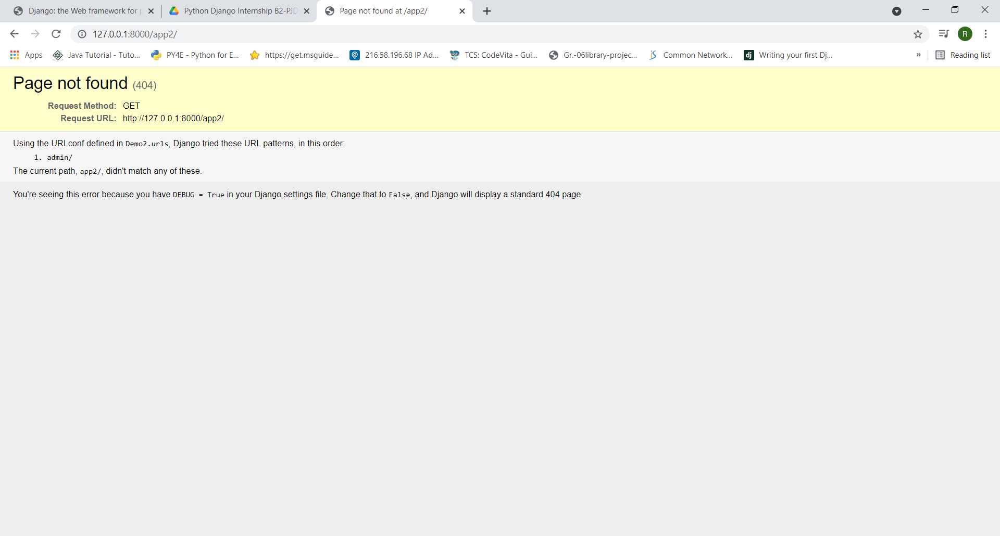 Django: the Web framework for p
Python Django Internship B2-PJD
Page not found at /app2/
127.0.0.1:8000/app2/
R
Apps
Java Tutorial - Tuto...
PY4E - Python for E...
https://get.msguide...
216.58.196.68 IP Ad...
TCS: CodeVita - Gui...
Gr.-06library-projec...
Common Network...
dj
Writing your first Dj...
»
Reading list
Page not found (404)
Request Method: GET
Request URL: http://127.0.0.1:8000/app2/
Using the URLconf defined in Demo2.urls, Django tried these URL patterns, in this order:
1. admin/
The current path, app2/, didn't match any of these.
You're seeing this error because you have DEBUG = True in your Django settings file. Change that to False, and Django will display a standard 404 page.